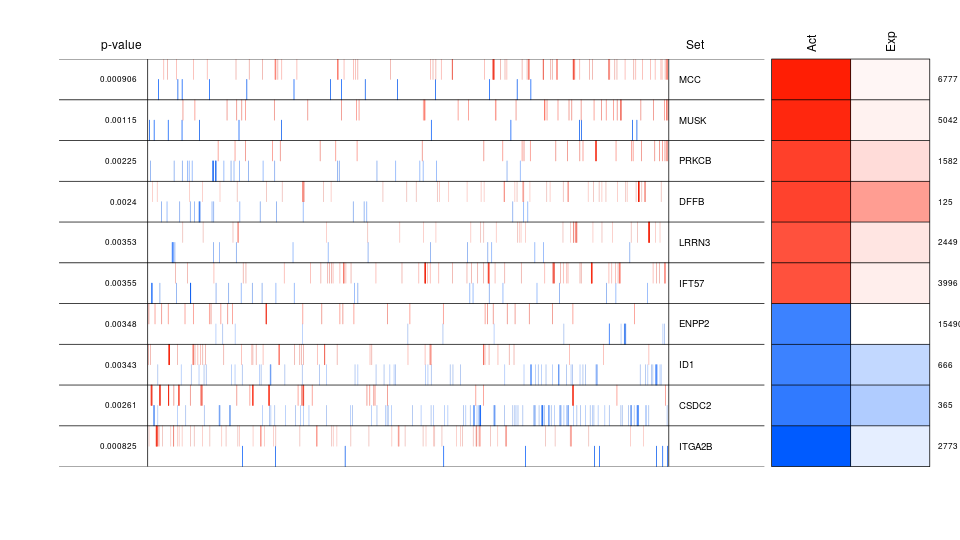 p-value Set Act Exp
0.000906 MCC 6777
0.00115 MUSK 5042
0.00225 PRKCB 1582
0.0024 DFFB 125
0.00353 LRRN3 2449
0.00355 IFT57 3996
0.00348 ENPP2 15490
0.00343 ID1 666
0.00261 CSDC2 365
0.000825 ITGA2B 2773